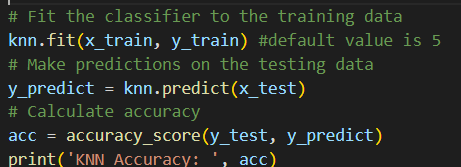 # Fit the classifier to the training data
knn.fit(x_train, y_train) #default value is 5
# Make predictions on the testing data
y_predict = knn.predict(x_test)
# Calculate accuracy
acc = accuracy_score(y_test, y_predict)
print('KNN Accuracy: ', acc)